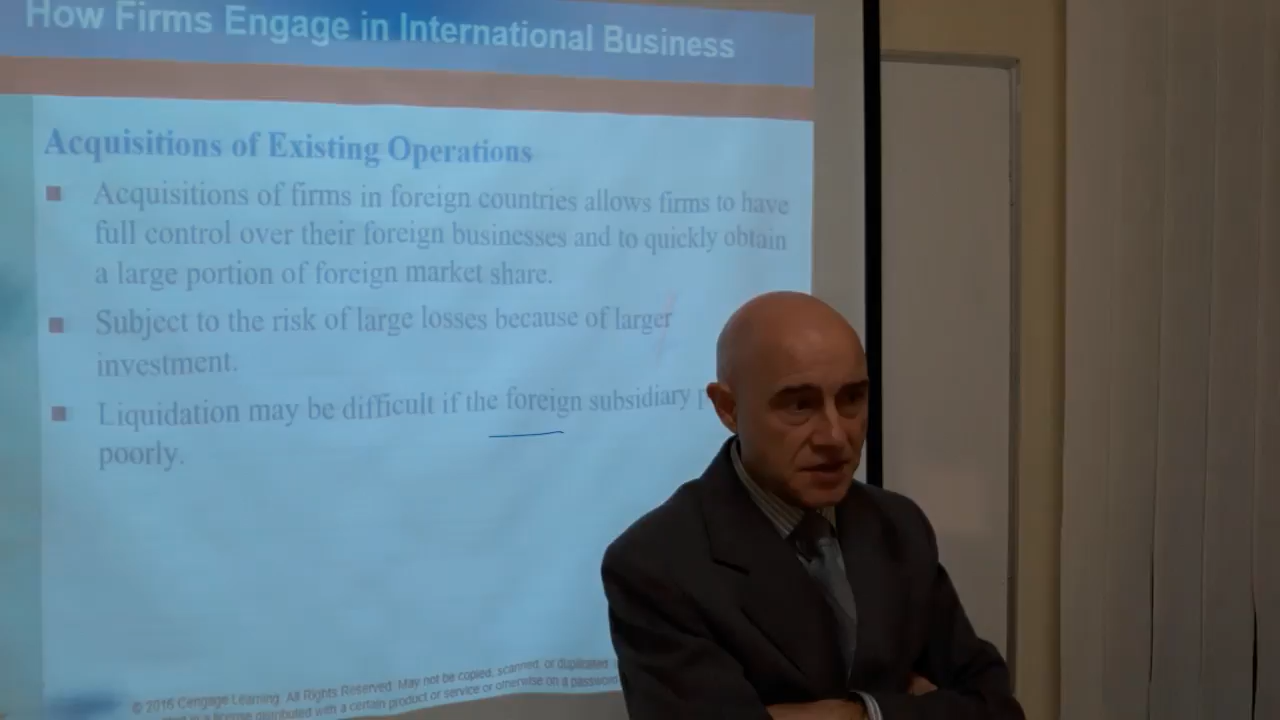 How Firms Engage in International Business
Acquisitions of Existing Operations
Acquisitions of firms in foreign countries allows firms to have
full control over their foreign businesses and to quickly obtain
a large portion of foreign market share.
Subject to the risk of large losses because of larger
investment.
Liquidation may be difficult if the foreign subsidiary
poorly.
© 2016 Cengage Learning. All Rights Reserved. May not be copied, scanned, or duplicated
in a license distributed with a certain product or service or otherwise on a password